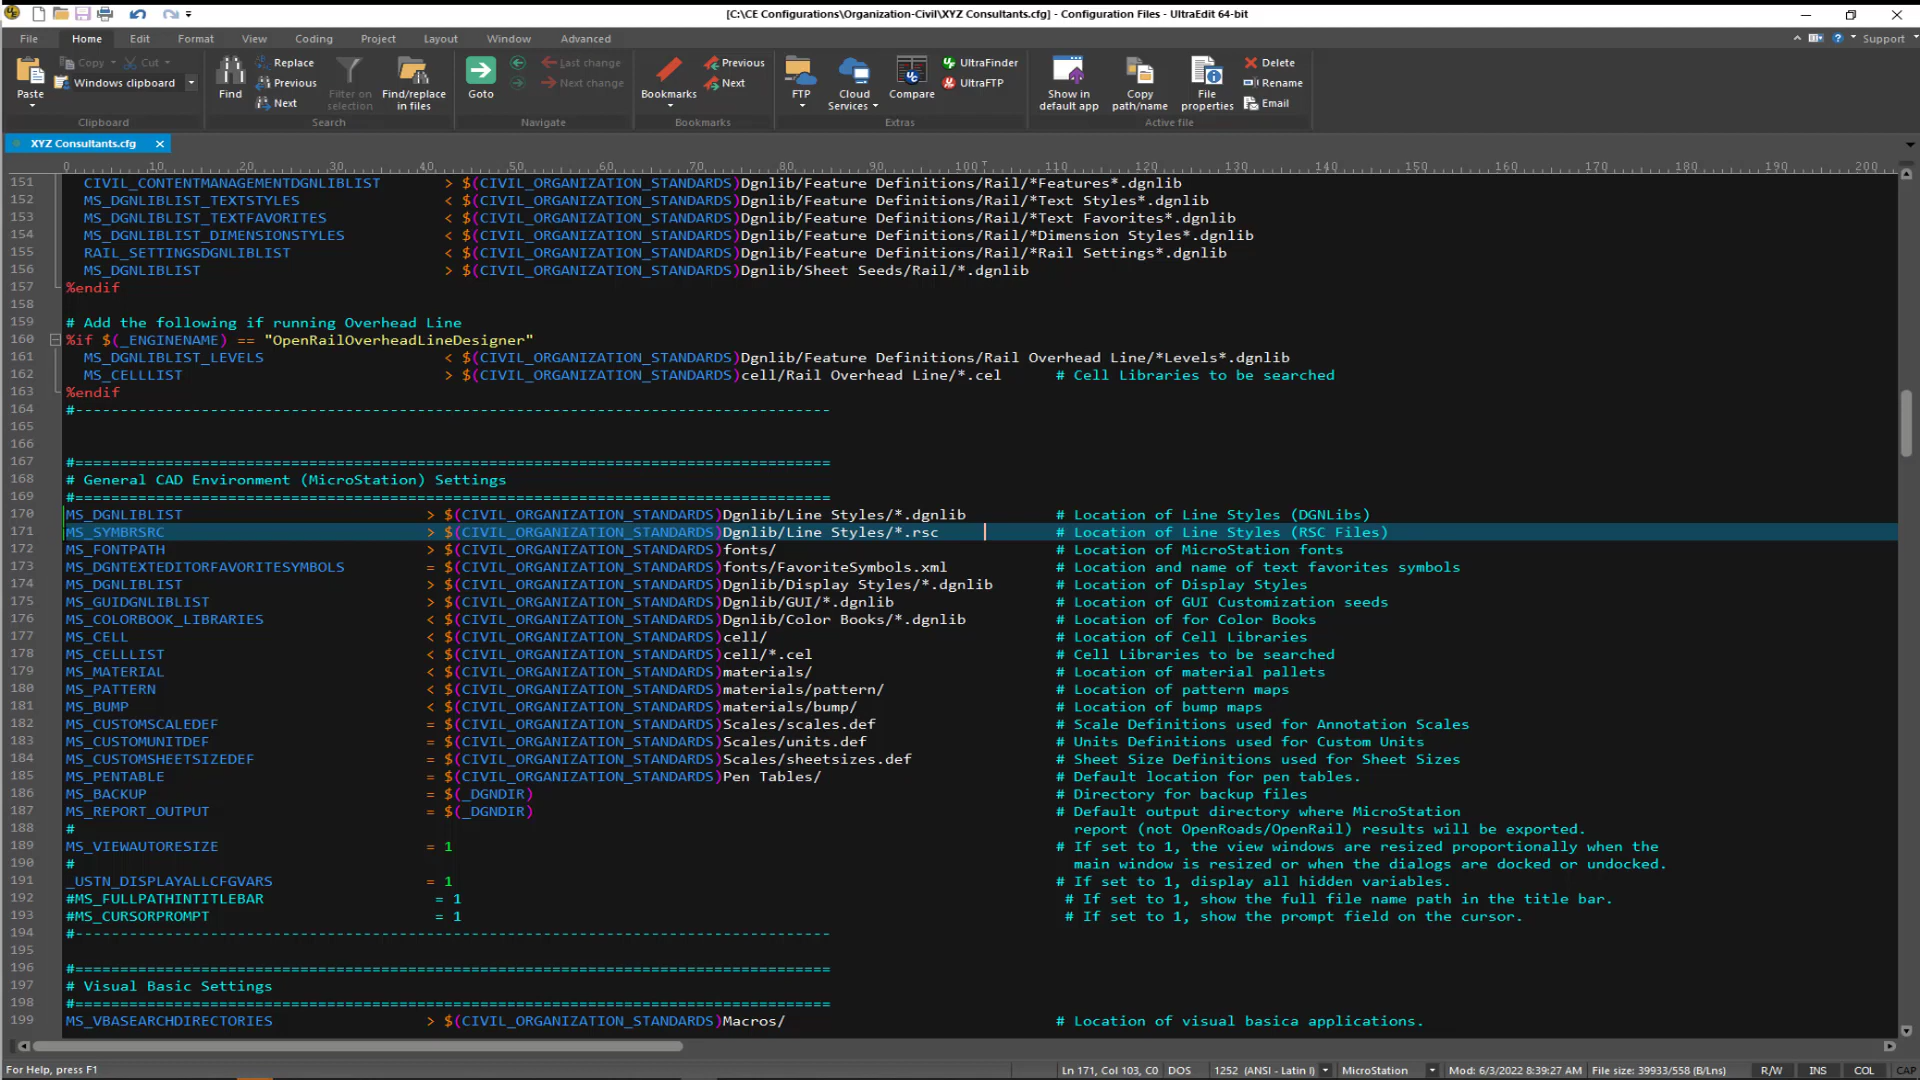 [C:\CE Configurations\Organization-Civil\XYZ Consultants.cfg] - Configuration Files - UltraEdit 64-bit
File Home Edit Format View Coding Project Layout Window Advanced Support
Paste
Copy
Cut
Windows clipboard
Clipboard
Find
Replace
Previous
Next
Filter on selection
Find/replace in files
Search
Goto
Last change
Next change
Navigate
Bookmarks
Previous
Next
Bookmarks
FTP
Cloud Services
Compare
UltraFinder
UltraFTP
Extras
Show in default app
Copy path/name
File properties
Delete
Rename
Email
Active file
XYZ Consultants.cfg
0 10 20 30 40 50 60 70 80 90 100 110 120 130 140 150 160 170 180 190 200
151 CIVIL_CONTENTMANAGEMENTDGNLIBLIST > $(CIVIL_ORGANIZATION_STANDARDS)Dgnlib/Feature Definitions/Rail/*Features*.dgnlib
152 MS_DGNLIBLIST_TEXTSTYLES < $(CIVIL_ORGANIZATION_STANDARDS)Dgnlib/Feature Definitions/Rail/*Text Styles*.dgnlib
153 MS_DGNLIBLIST_TEXTFAVORITES < $(CIVIL_ORGANIZATION_STANDARDS)Dgnlib/Feature Definitions/Rail/*Text Favorites*.dgnlib
154 MS_DGNLIBLIST_DIMENSIONSTYLES < $(CIVIL_ORGANIZATION_STANDARDS)Dgnlib/Feature Definitions/Rail/*Dimension Styles*.dgnlib
155 RAIL_SETTINGSDGNLIBLIST < $(CIVIL_ORGANIZATION_STANDARDS)Dgnlib/Feature Definitions/Rail/*Rail Settings*.dgnlib
156 MS_DGNLIBLIST > $(CIVIL_ORGANIZATION_STANDARDS)Dgnlib/Sheet Seeds/Rail/*.dgnlib
157 %endif
158
159 # Add the following if running Overhead Line
160 %if $(_ENGINENAME) == "OpenRailOverheadLineDesigner"
161 MS_DGNLIBLIST_LEVELS < $(CIVIL_ORGANIZATION_STANDARDS)Dgnlib/Feature Definitions/Rail Overhead Line/*Levels*.dgnlib
162 MS_CELLLIST > $(CIVIL_ORGANIZATION_STANDARDS)cell/Rail Overhead Line/*.cel # Cell Libraries to be searched
163 %endif
164 #------------------------------------------------------------------------------------
165
166
167 #====================================================================================
168 # General CAD Environment (MicroStation) Settings
169 #====================================================================================
170 MS_DGNLIBLIST > $(CIVIL_ORGANIZATION_STANDARDS)Dgnlib/Line Styles/*.dgnlib # Location of Line Styles (DGNLibs)
171 MS_SYMBRSRC > $(CIVIL_ORGANIZATION_STANDARDS)Dgnlib/Line Styles/*.rsc # Location of Line Styles (RSC Files)
172 MS_FONTPATH > $(CIVIL_ORGANIZATION_STANDARDS)fonts/ # Location of MicroStation fonts
173 MS_DGNTEXTEDITORFAVORITESYMBOLS = $(CIVIL_ORGANIZATION_STANDARDS)fonts/FavoriteSymbols.xml # Location and name of text favorites symbols
174 MS_DGNLIBLIST > $(CIVIL_ORGANIZATION_STANDARDS)Dgnlib/Display Styles/*.dgnlib # Location of Display Styles
175 MS_GUIDGNLIBLIST > $(CIVIL_ORGANIZATION_STANDARDS)Dgnlib/GUI/*.dgnlib # Location of GUI Customization seeds
176 MS_COLORBOOK_LIBRARIES < $(CIVIL_ORGANIZATION_STANDARDS)Dgnlib/Color Books/*.dgnlib # Location of for Color Books
177 MS_CELL < $(CIVIL_ORGANIZATION_STANDARDS)cell/ # Location of Cell Libraries
178 MS_CELLLIST < $(CIVIL_ORGANIZATION_STANDARDS)cell/*.cel # Cell Libraries to be searched
179 MS_MATERIAL < $(CIVIL_ORGANIZATION_STANDARDS)materials/ # Location of material pallets
180 MS_PATTERN < $(CIVIL_ORGANIZATION_STANDARDS)materials/pattern/ # Location of pattern maps
181 MS_BUMP < $(CIVIL_ORGANIZATION_STANDARDS)materials/bump/ # Location of bump maps
182 MS_CUSTOMSCALEDEF = $(CIVIL_ORGANIZATION_STANDARDS)Scales/scales.def # Scale Definitions used for Annotation Scales
183 MS_CUSTOMUNITDEF = $(CIVIL_ORGANIZATION_STANDARDS)Scales/units.def # Units Definitions used for Custom Units
184 MS_CUSTOMSHEETSIZEDEF = $(CIVIL_ORGANIZATION_STANDARDS)Scales/sheetsizes.def # Sheet Size Definitions used for Sheet Sizes
185 MS_PENTABLE = $(CIVIL_ORGANIZATION_STANDARDS)Pen Tables/ # Default location for pen tables.
186 MS_BACKUP = $(_DGNDIR) # Directory for backup files
187 MS_REPORT_OUTPUT = $(_DGNDIR) # Default output directory where MicroStation
188 # report (not OpenRoads/OpenRail) results will be exported.
189 MS_VIEWAUTORESIZE = 1 # If set to 1, the view windows are resized proportionally when the
190 # main window is resized or when the dialogs are docked or undocked.
191 _USTN_DISPLAYALLCFGVARS = 1 # If set to 1, display all hidden variables.
192 #MS_FULLPATHINTITLEBAR = 1 # If set to 1, show the full file name path in the title bar.
193 #MS_CURSORPROMPT = 1 # If set to 1, show the prompt field on the cursor.
194 #------------------------------------------------------------------------------------
195
196 #====================================================================================
197 # Visual Basic Settings
198 #====================================================================================
199 MS_VBASEARCHDIRECTORIES > $(CIVIL_ORGANIZATION_STANDARDS)Macros/ # Location of visual basica applications.
For Help, press F1 Ln 171, Col 103, C0 DOS 1252 (ANSI - Latin I) MicroStation Mod: 6/3/2022 8:39:27 AM File size: 39933/558 (B/Lns) R/W INS COL CAP